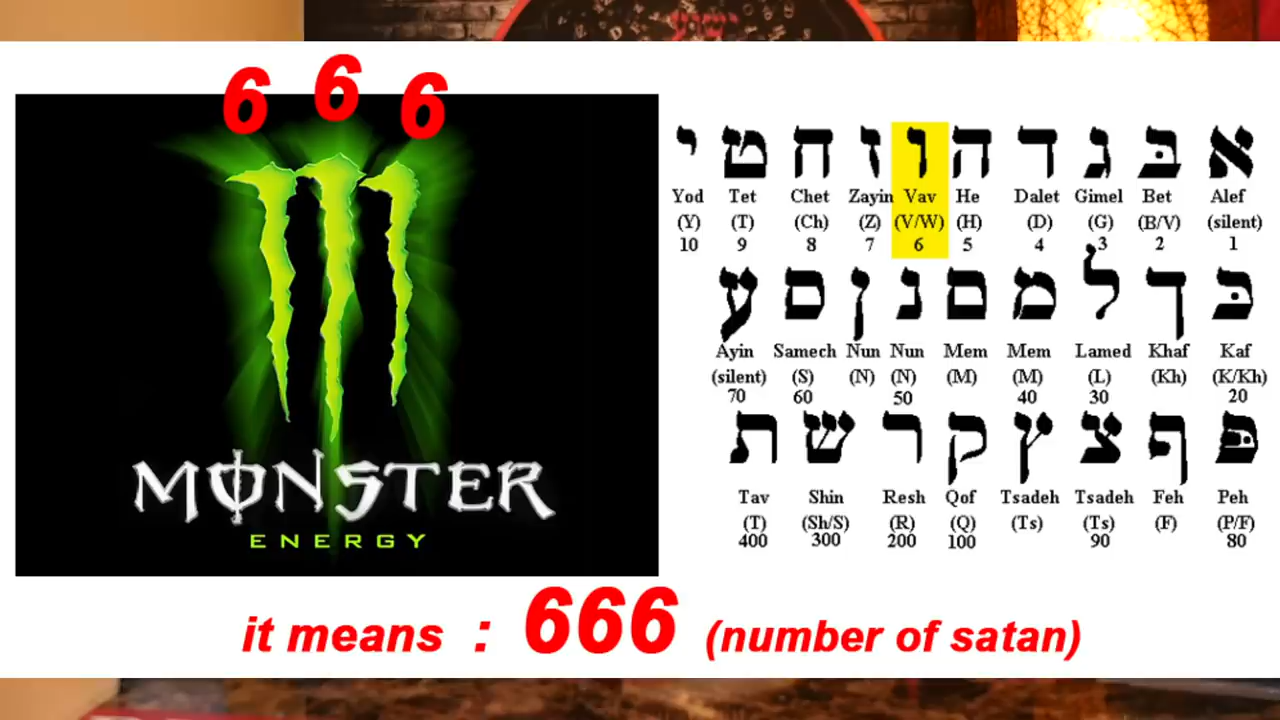 6 6 6
MONSTER
ENERGY
י ט ח ז ו ה ד ג בּ א
Yod Tet Chet Zayin Vav He Dalet Gimel Bet Alef
(Y) (T) (Ch) (Z) (V/W) (H) (D) (G) (B/V) (silent)
10 9 8 7 6 5 4 3 2 1
ע ס ן נ ם מ ל ך כּ
Ayin Samech Nun Nun Mem Mem Lamed Khaf Kaf
(silent) (S) (N) (N) (M) (M) (L) (Kh) (K/Kh)
70 60 50 40 30 20
ת ש ר ק ץ צ ף פּ
Tav Shin Resh Qof Tsadeh Tsadeh Feh Peh
(T) (Sh/S) (R) (Q) (Ts) (Ts) (F) (P/F)
400 300 200 100 90 80
it means : 666 (number of satan)